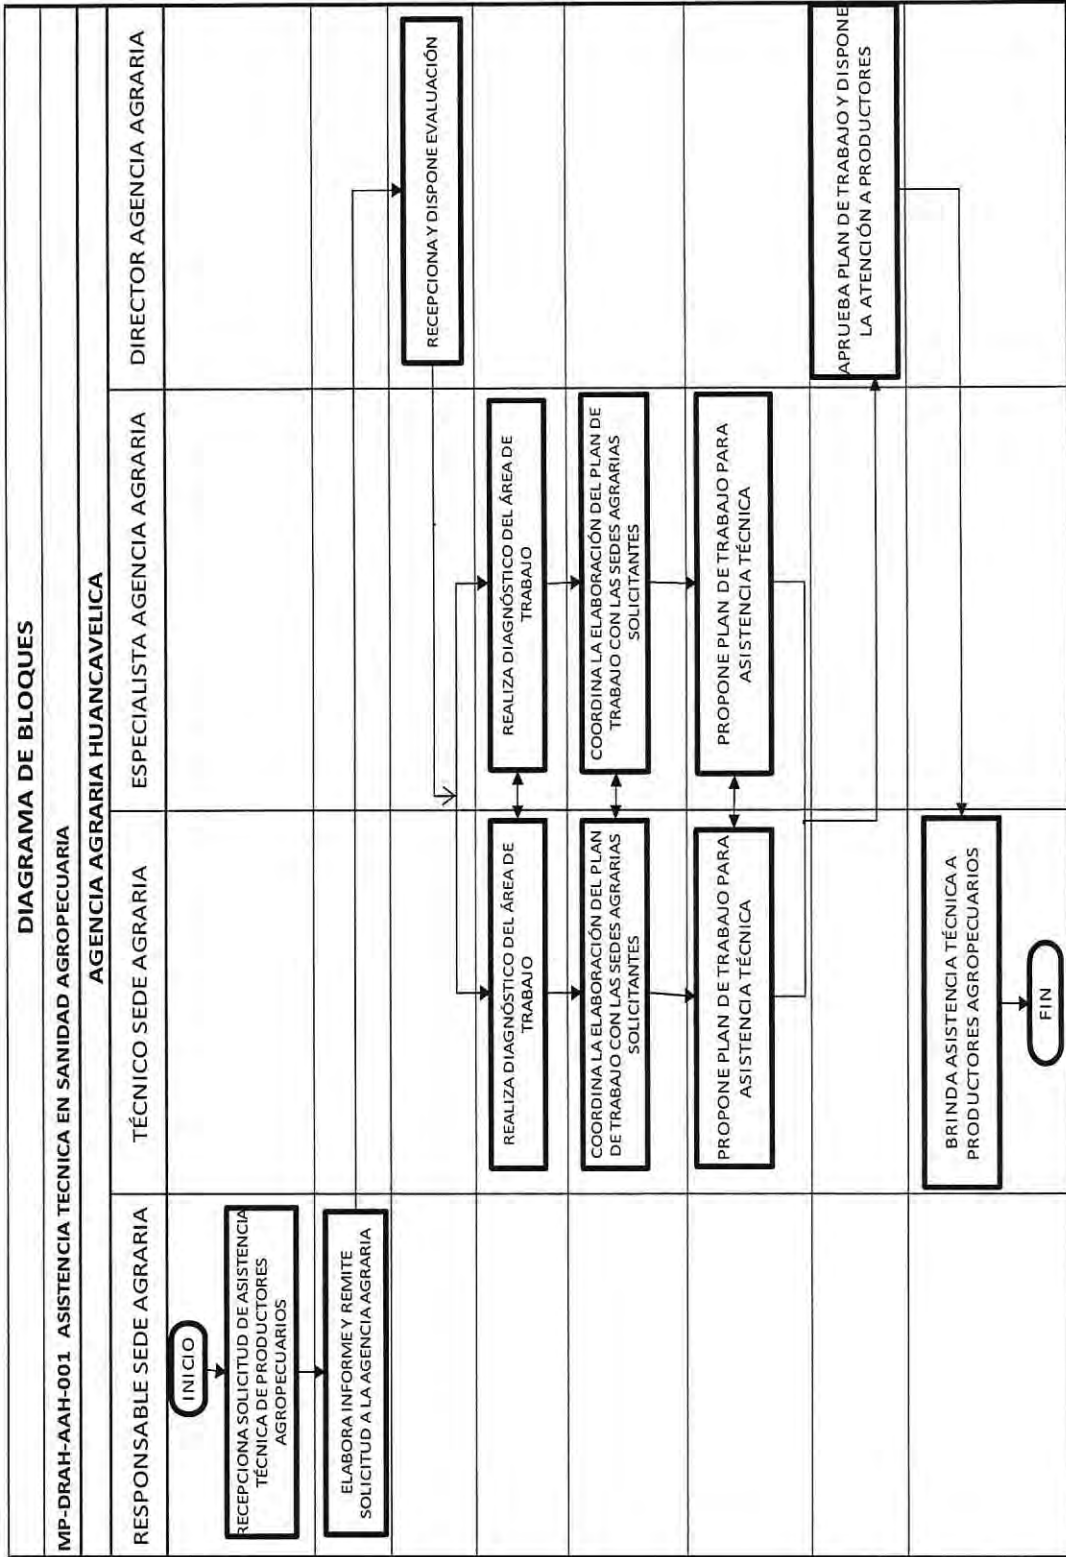 DIAGRAMA DE BLOQUES
MP-DRAH-AAH-001 ASISTENCIA TECNICA EN SANIDAD AGROPECUARIA
AGENCIA AGRARIA HUANCAVELICA
RESPONSABLE SEDE AGRARIA
TÉCNICO SEDE AGRARIA
ESPECIALISTA AGENCIA AGRARIA
DIRECTOR AGENCIA AGRARIA
INICIO
RECEPCIONA SOLICITUD DE ASISTENCIA
TÉCNICA DE PRODUCTORES
AGROPECUARIOS
ELABORA INFORME Y REMITE
SOLICITUD A LA AGENCIA AGRARIA
RECEPCIONA Y DISPONE EVALUACIÓN
REALIZA DIAGNÓSTICO DEL ÁREA DE
TRABAJO
REALIZA DIAGNÓSTICO DEL ÁREA DE
TRABAJO
COORDINA LA ELABORACIÓN DEL PLAN
DE TRABAJO CON LAS SEDES AGRARIAS
SOLICITANTES
COORDINA LA ELABORACIÓN DEL PLAN DE
TRABAJO CON LAS SEDES AGRARIAS
SOLICITANTES
PROPONE PLAN DE TRABAJO PARA
ASISTENCIA TÉCNICA
PROPONE PLAN DE TRABAJO PARA
ASISTENCIA TÉCNICA
APRUEBA PLAN DE TRABAJO Y DISPONE
LA ATENCIÓN A PRODUCTORES
BRINDA ASISTENCIA TÉCNICA A
PRODUCTORES AGROPECUARIOS
FIN